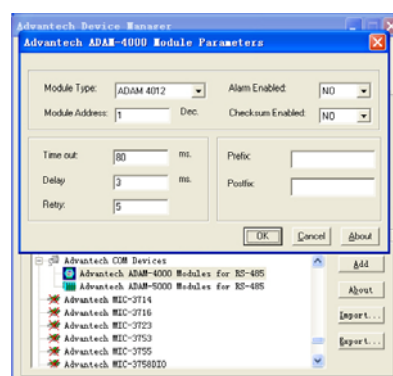 Advantech Device Manarer
Advantech ADAM-4000 Module Parameters
Module Type: ADAM 4012 Alarm Enabled: NO
Module Address: 1 Dec. Checksum Enabled: NO
Time out: 80 ms. Prefix:
Delay 3 ms. Postfix:
Retry: 5
OK Cancel About
Advantech COM Devices
Advantech ADAM-4000 Modules for RS-485
Advantech ADAM-5000 Modules for RS-485
Advantech MIC-3714
Advantech MIC-3716
Advantech MIC-3723
Advantech MIC-3753
Advantech MIC-3755
Advantech MIC-3758DIO
Add
About
Import...
Export...